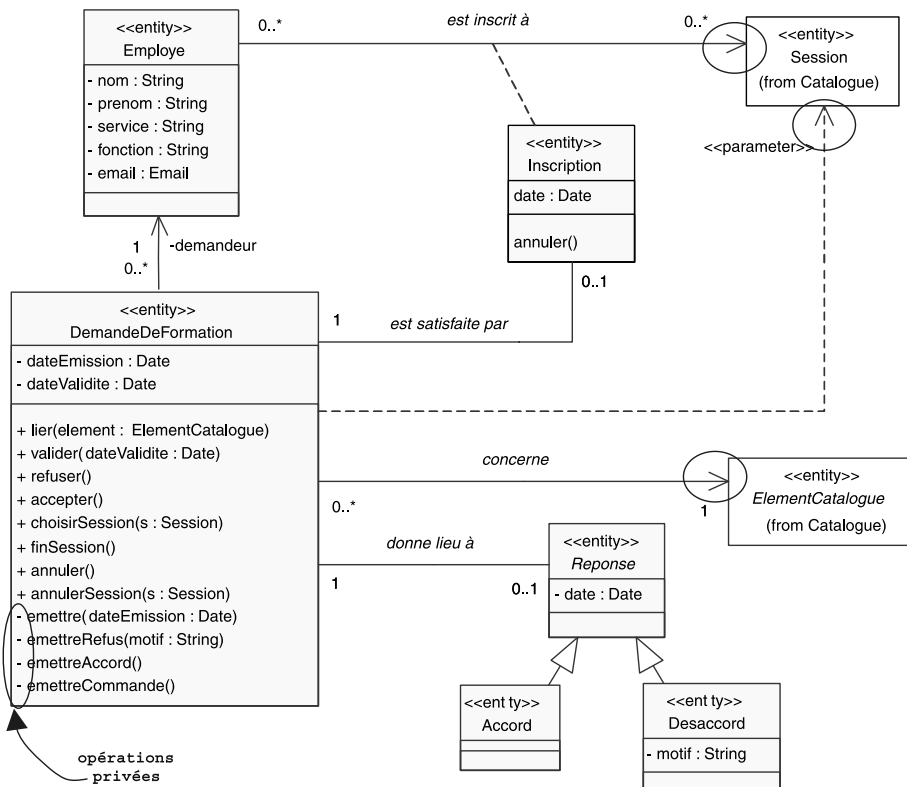 <<entity>>
Employe
- nom : String
- prenom : String
- service : String
- fonction : String
- email : Email
0..*
est inscrit à
0..*
<<entity>>
Session
(from Catalogue)
<<parameter>>
<<entity>>
Inscription
date : Date
annuler()
0..1
1
-demandeur
0..*
<<entity>>
DemandeDeFormation
- dateEmission : Date
- dateValidite : Date
+ lier(element : ElementCatalogue)
+ valider(dateValidite : Date)
+ refuser()
+ accepter()
+ choisirSession(s : Session)
+ finSession()
+ annuler()
+ annulerSession(s : Session)
- emettre(dateEmission : Date)
- emettreRefus(motif : String)
- emettreAccord()
- emettreCommande()
opérations
privées
1
est satisfaite par
concerne
0..*
1
<<entity>>
ElementCatalogue
(from Catalogue)
donne lieu à
1
0..1
<<entity>>
Reponse
- date : Date
<<ent ty>>
Accord
<<ent ty>>
Desaccord
- motif : String